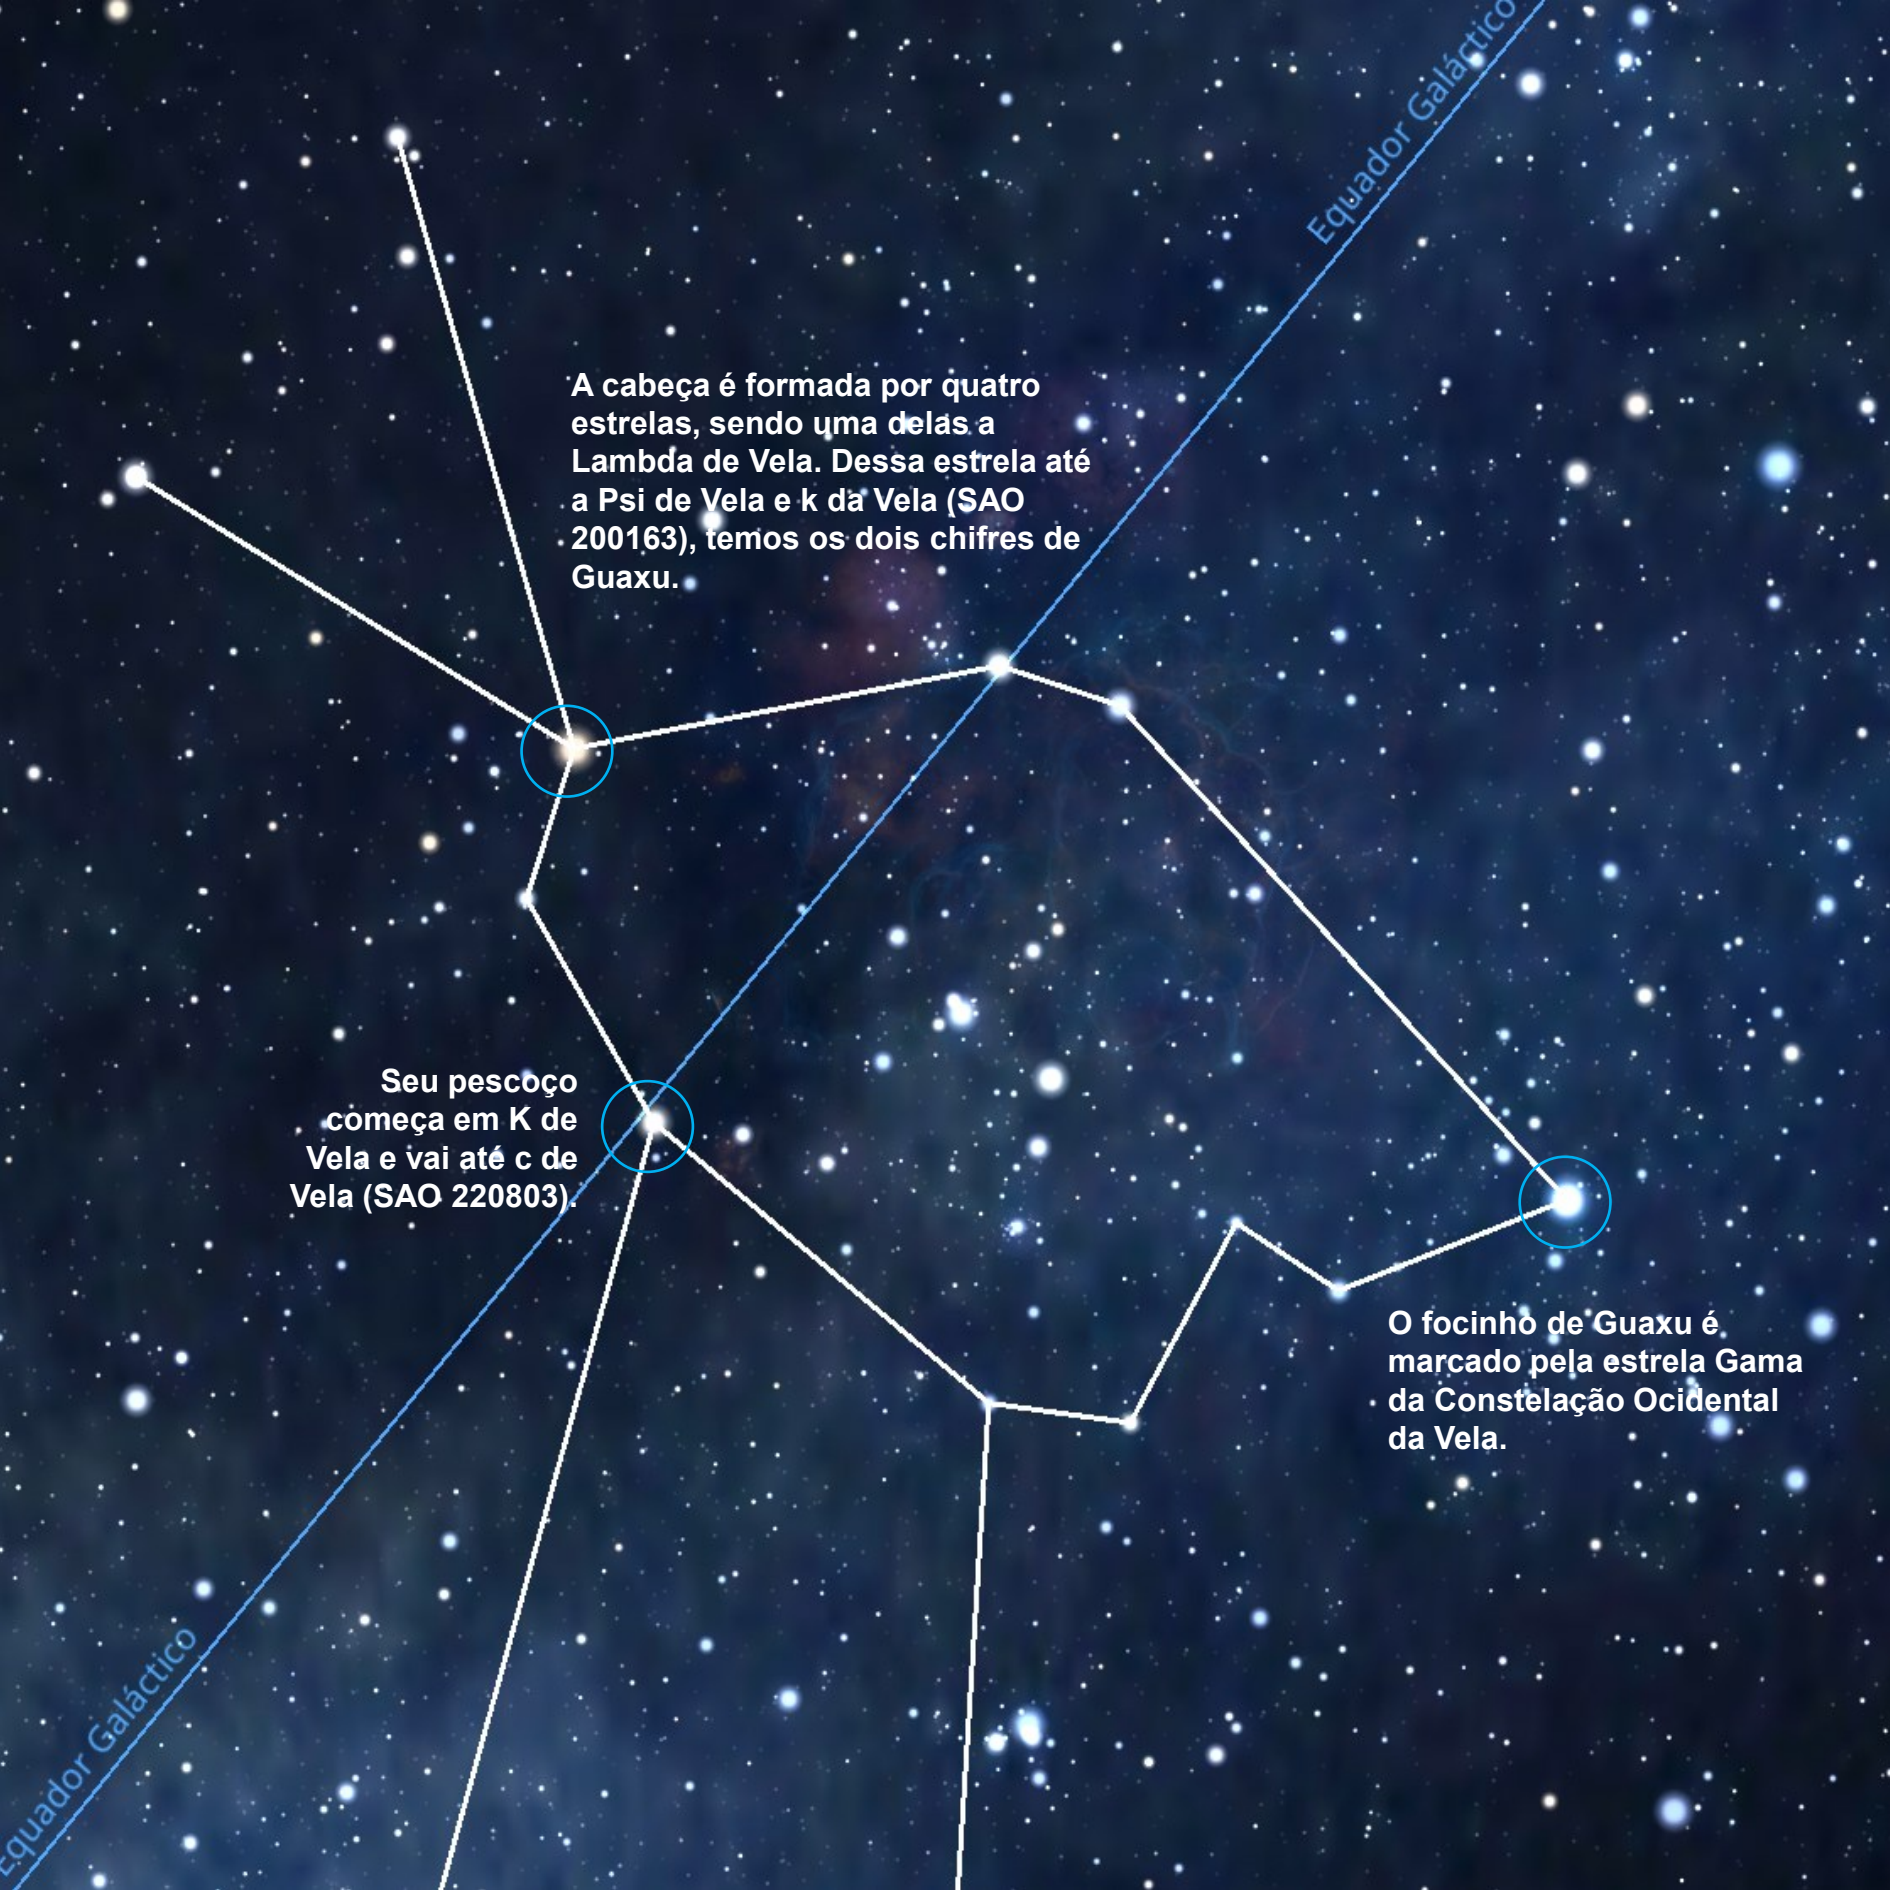 Equador Galáctico
A cabeça é formada por quatro
estrelas, sendo uma delas a
Lambda de Vela. Dessa estrela até
a Psi de Vela e k da Vela (SAO
200163), temos os dois chifres de
Guaxu.
Seu pescoço
começa em K de
Vela e vai até c de
Vela (SAO 220803).
O focinho de Guaxu é
marcado pela estrela Gama
da Constelação Ocidental
da Vela.
Equador Galáctico